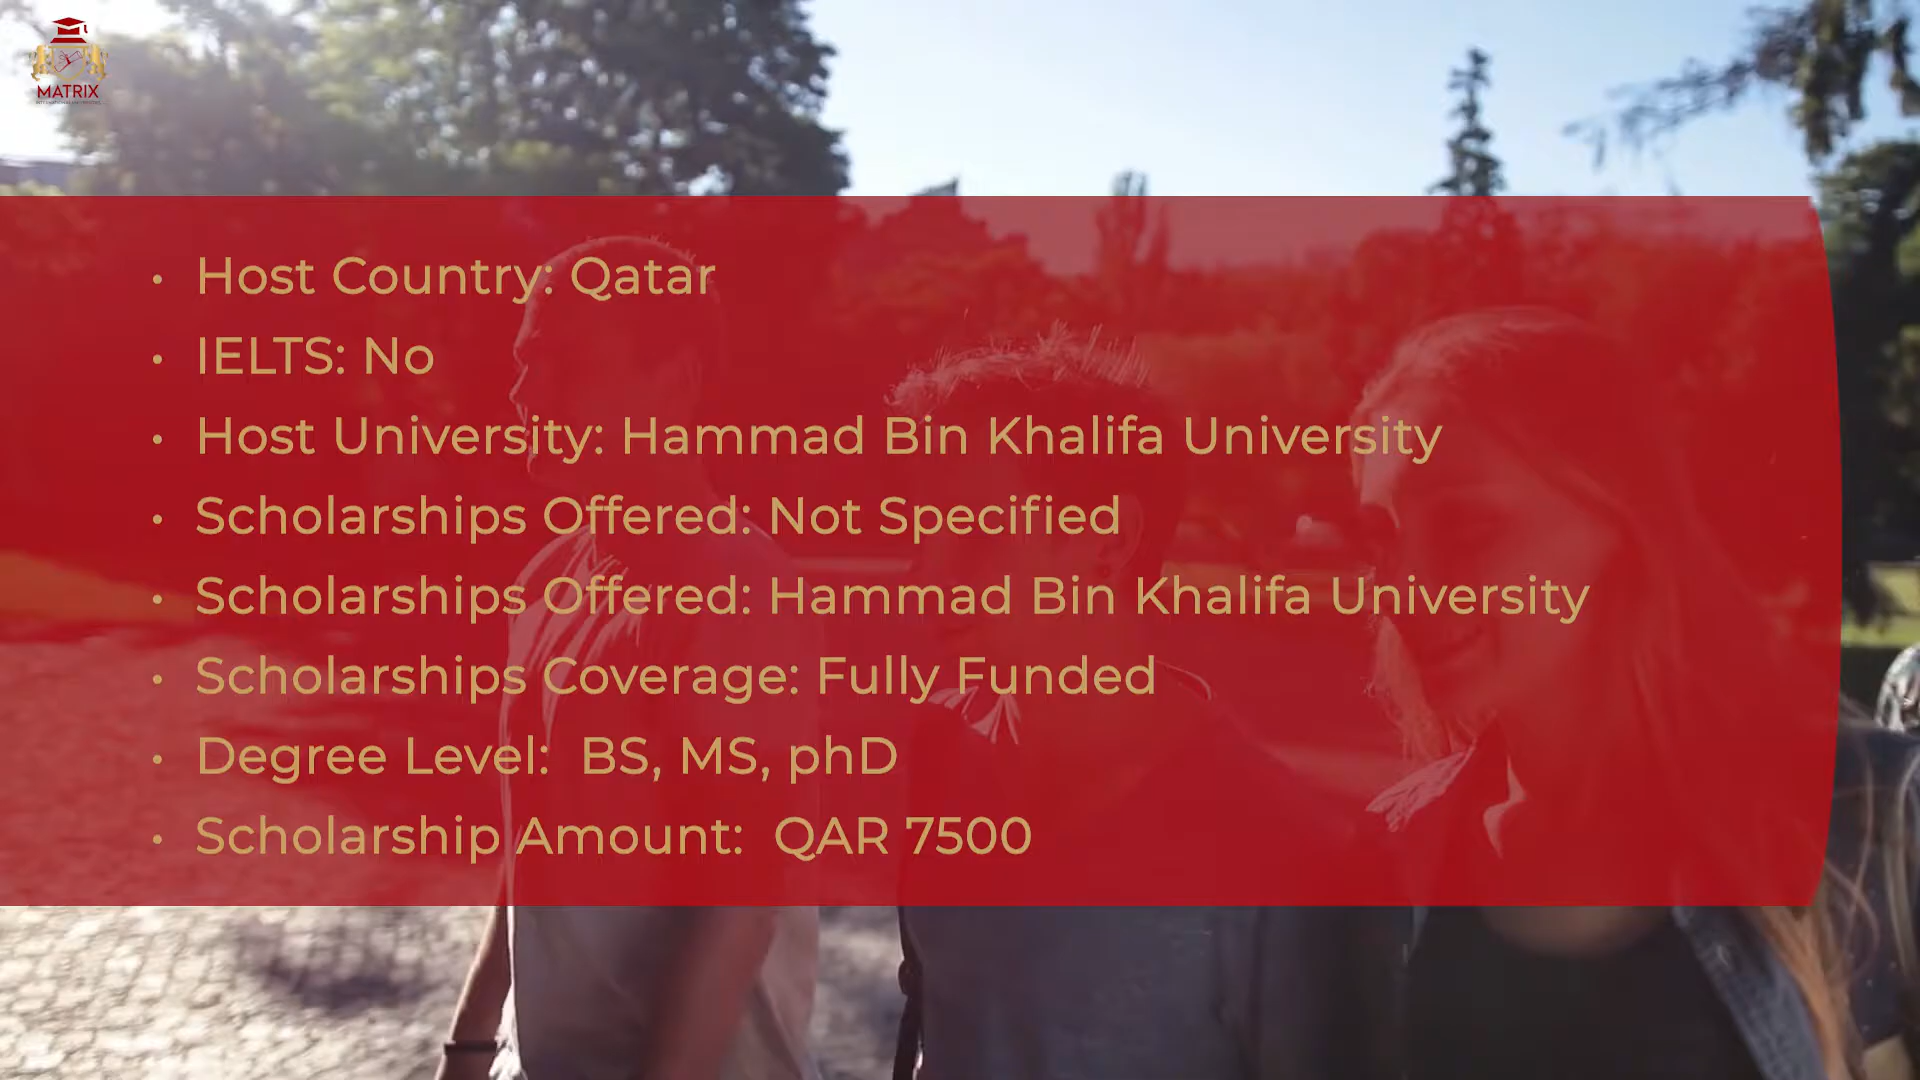 MATRIX
• Host Country: Qatar
• IELTS: No
• Host University: Hammad Bin Khalifa University
• Scholarships Offered: Not Specified
• Scholarships Offered: Hammad Bin Khalifa University
• Scholarships Coverage: Fully Funded
• Degree Level: BS, MS, phD
• Scholarship Amount: QAR 7500